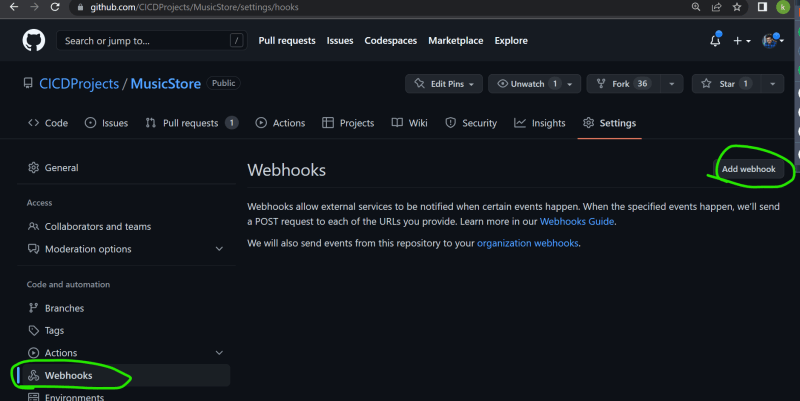 github.com/CICDProjects/MusicStore/settings/hooks
k
Search or jump to... /
Pull requests Issues Codespaces Marketplace Explore
CICDProjects / MusicStore Public
Edit Pins Unwatch 1 Fork 36 Star 1
Code Issues Pull requests 1 Actions Projects Wiki Security Insights Settings
General
Access
Collaborators and teams
Moderation options
Code and automation
Branches
Tags
Actions
Webhooks
Environments
Webhooks
Add webhook
Webhooks allow external services to be notified when certain events happen. When the specified events happen, we'll send
a POST request to each of the URLs you provide. Learn more in our Webhooks Guide.
We will also send events from this repository to your organization webhooks.